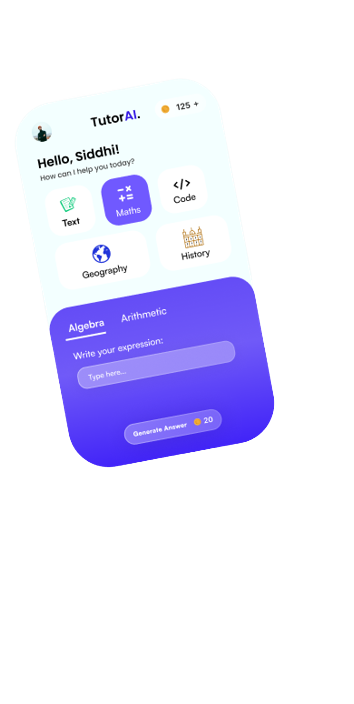 TutorAI.
125 +
Hello, Siddhi!
How can I help you today?
Text
Maths
Code
Geography
History
Algebra
Arithmetic
Write your expression:
Type here...
Generate Answer
20